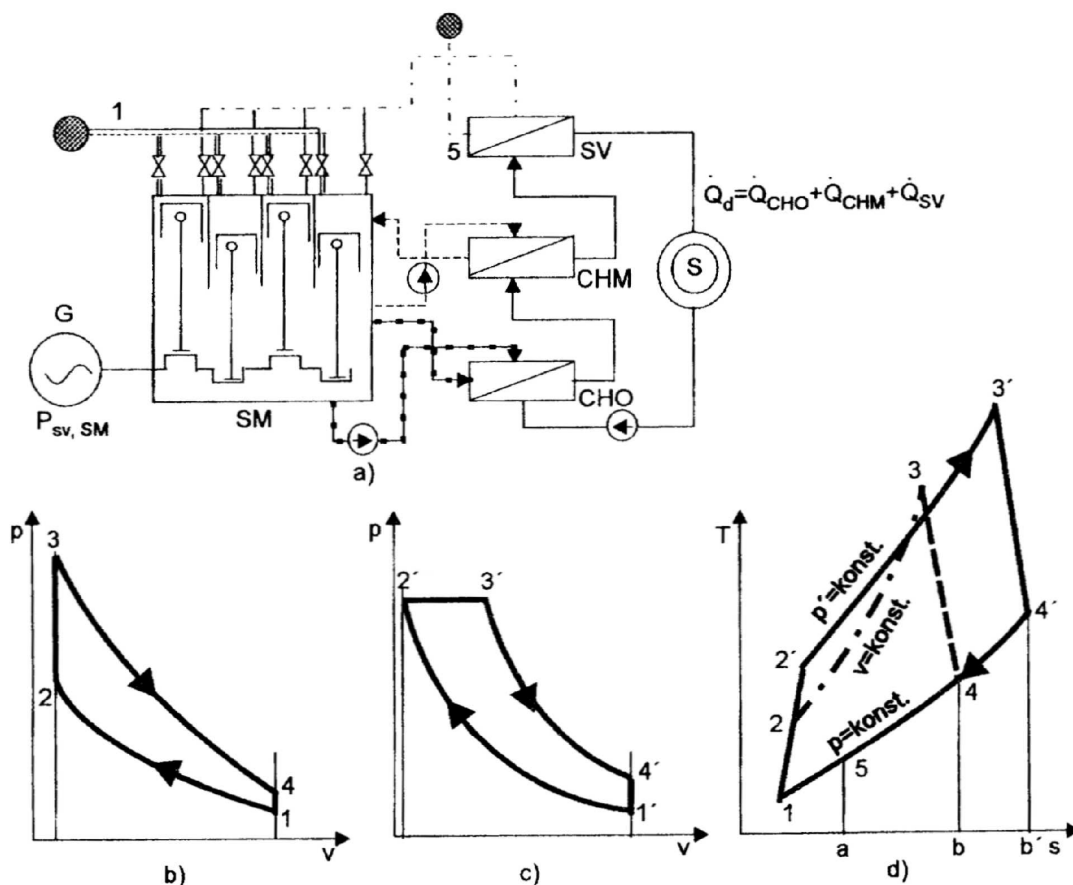 1
5
SV
Q̇d=Q̇CHO+Q̇CHM+Q̇SV
S
CHM
G
Psv, SM
SM
CHO
a)
p
3
2
4
1
v
b)
p
2´
3´
4´
1´
v
c)
T
3´
3
p´=konst.
v=konst.
2´
4´
2
p=konst.
4
5
1
a
b
b´
s
d)